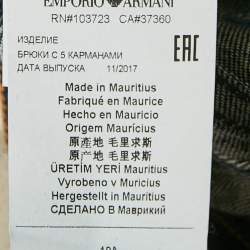 EMPORIO ARMANI
RN#103723 CA#37360
ИЗДЕЛИЕ
БРЮКИ С 5 КАРМАНАМИ
ДАТА ВЫПУСКА 11/2017
EAC
Made in Mauritius
Fabriqué en Maurice
Hecho en Mauricio
Origem Maurícius
原產地 毛里求斯
原产地 毛里求斯
ÜRETİM YERİ Mauritius
Vyrobeno v Muricius
Hergestellt in Mauritius
СДЕЛАНО В Маврикий